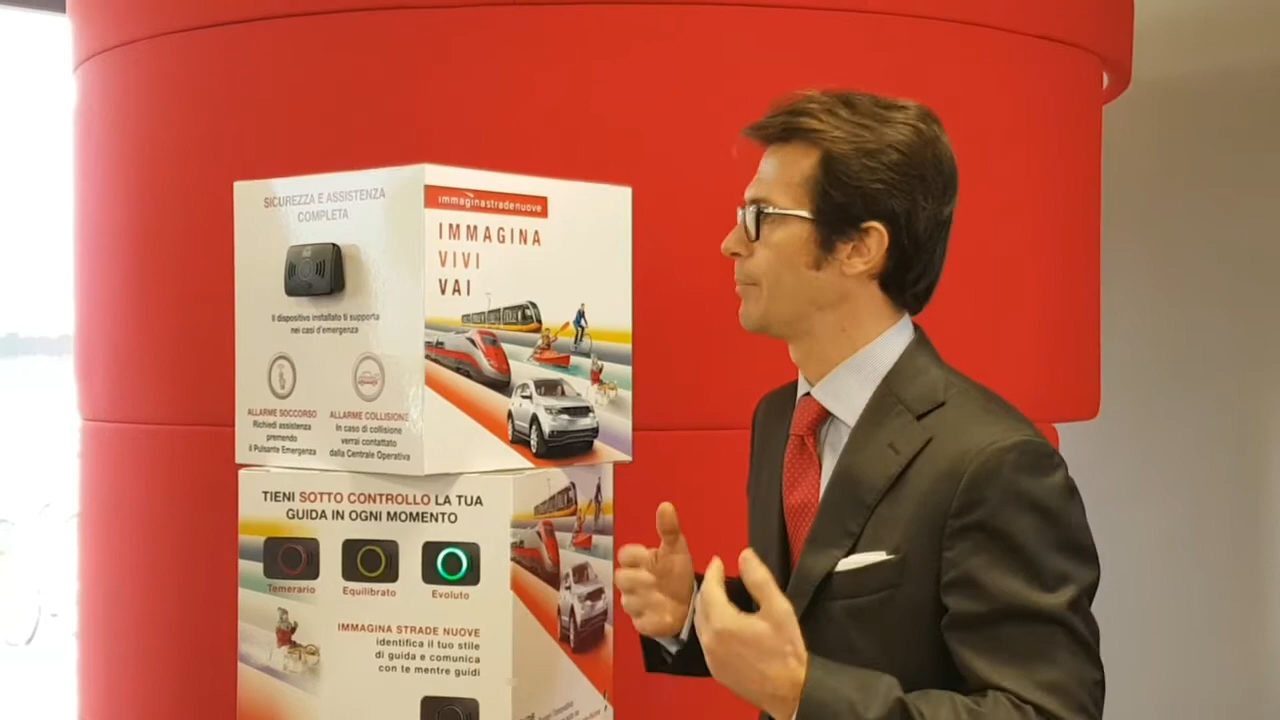 SICUREZZA E ASSISTENZA
COMPLETA
Il dispositivo installato ti supporta
nei casi d'emergenza
ALLARME SOCCORSO
Richiedi assistenza
premendo
il Pulsante Emergenza
ALLARME COLLISIONE
In caso di collisione
verrai contattato
dalla Centrale Operativa
immaginastradenuove
IMMAGINA
VIVI
VAI
TIENI SOTTO CONTROLLO LA TUA
GUIDA IN OGNI MOMENTO
Temerario
Equilibrato
Evoluto
IMMAGINA STRADE NUOVE
identifica il tuo stile
di guida e comunica
con te mentre guidi